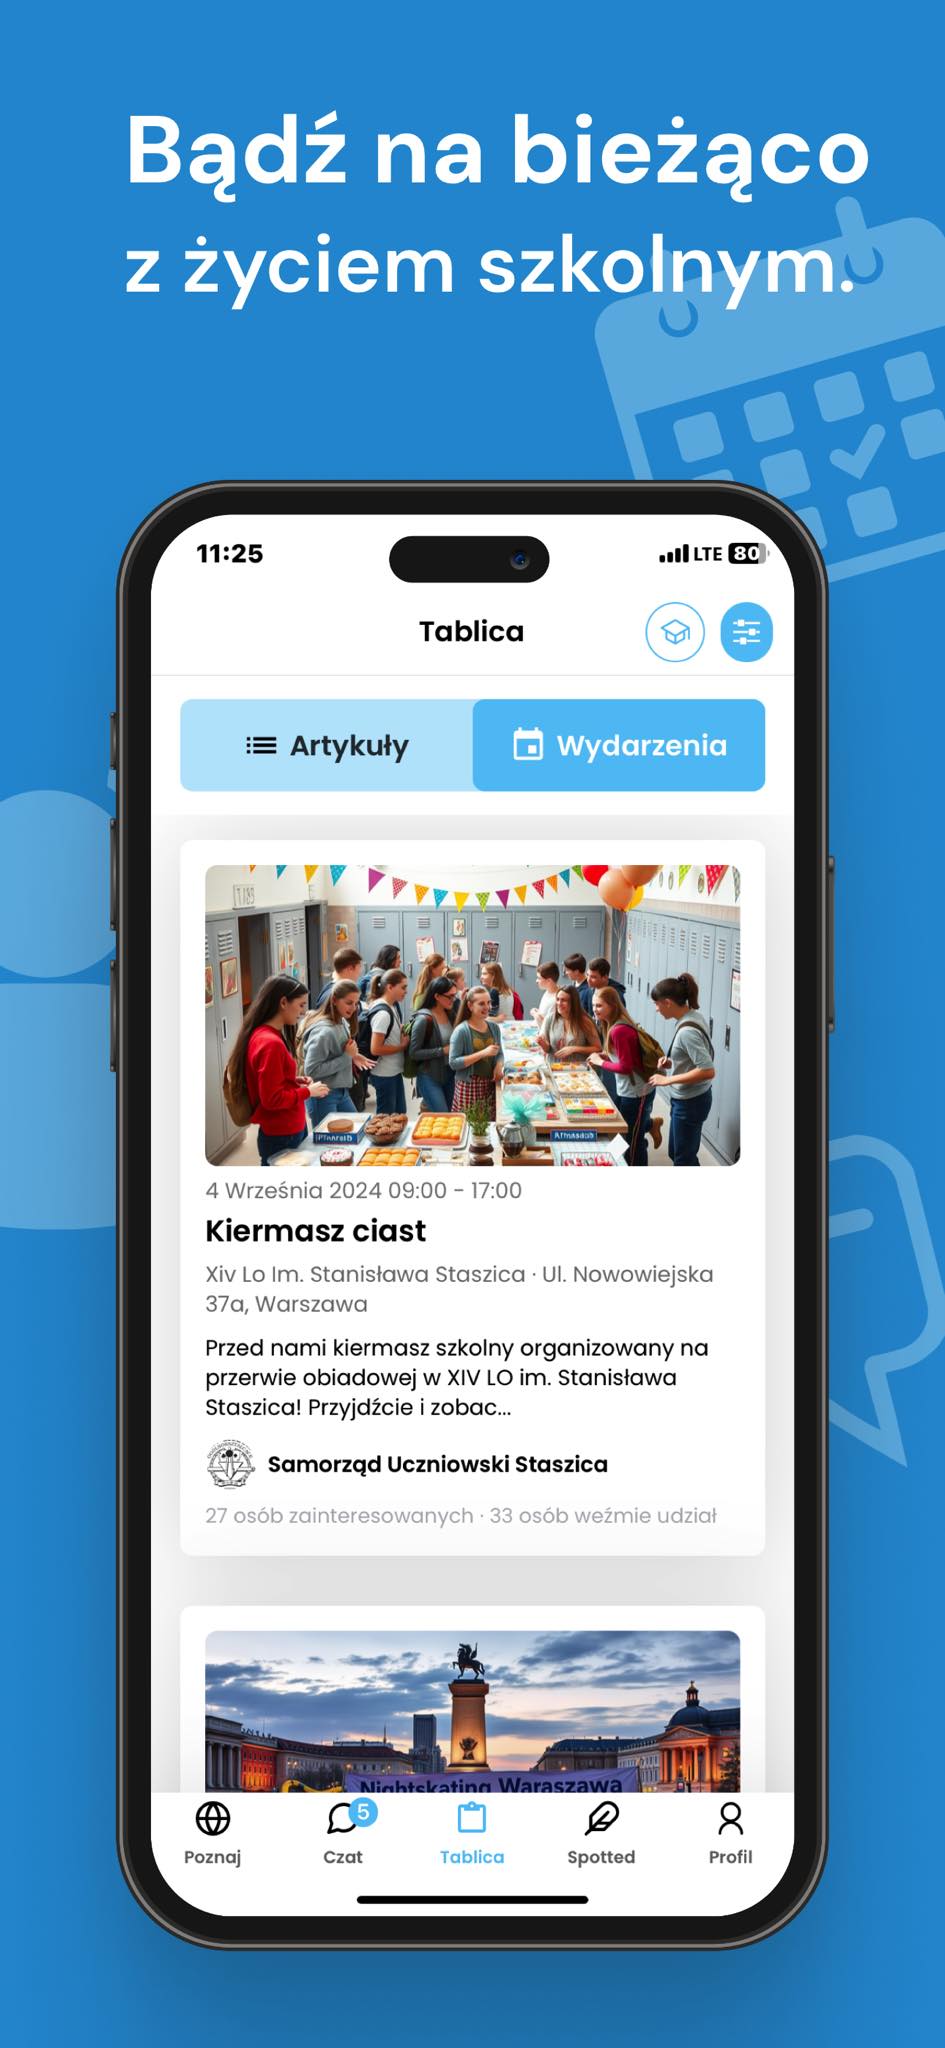 Bądź na bieżąco
z życiem szkolnym.
11:25
LTE 80
Tablica
Artykuły
Wydarzenia
4 Września 2024 09:00 - 17:00
Kiermasz ciast
Xiv Lo Im. Stanisława Staszica · Ul. Nowowiejska
37a, Warszawa
Przed nami kiermasz szkolny organizowany na
przerwie obiadowej w XIV LO im. Stanisława
Staszica! Przyjdźcie i zobac...
Samorząd Uczniowski Staszica
27 osób zainteresowanych · 33 osób weźmie udział
Nightskating Waraszawa
5
Poznaj
Czat
Tablica
Spotted
Profil